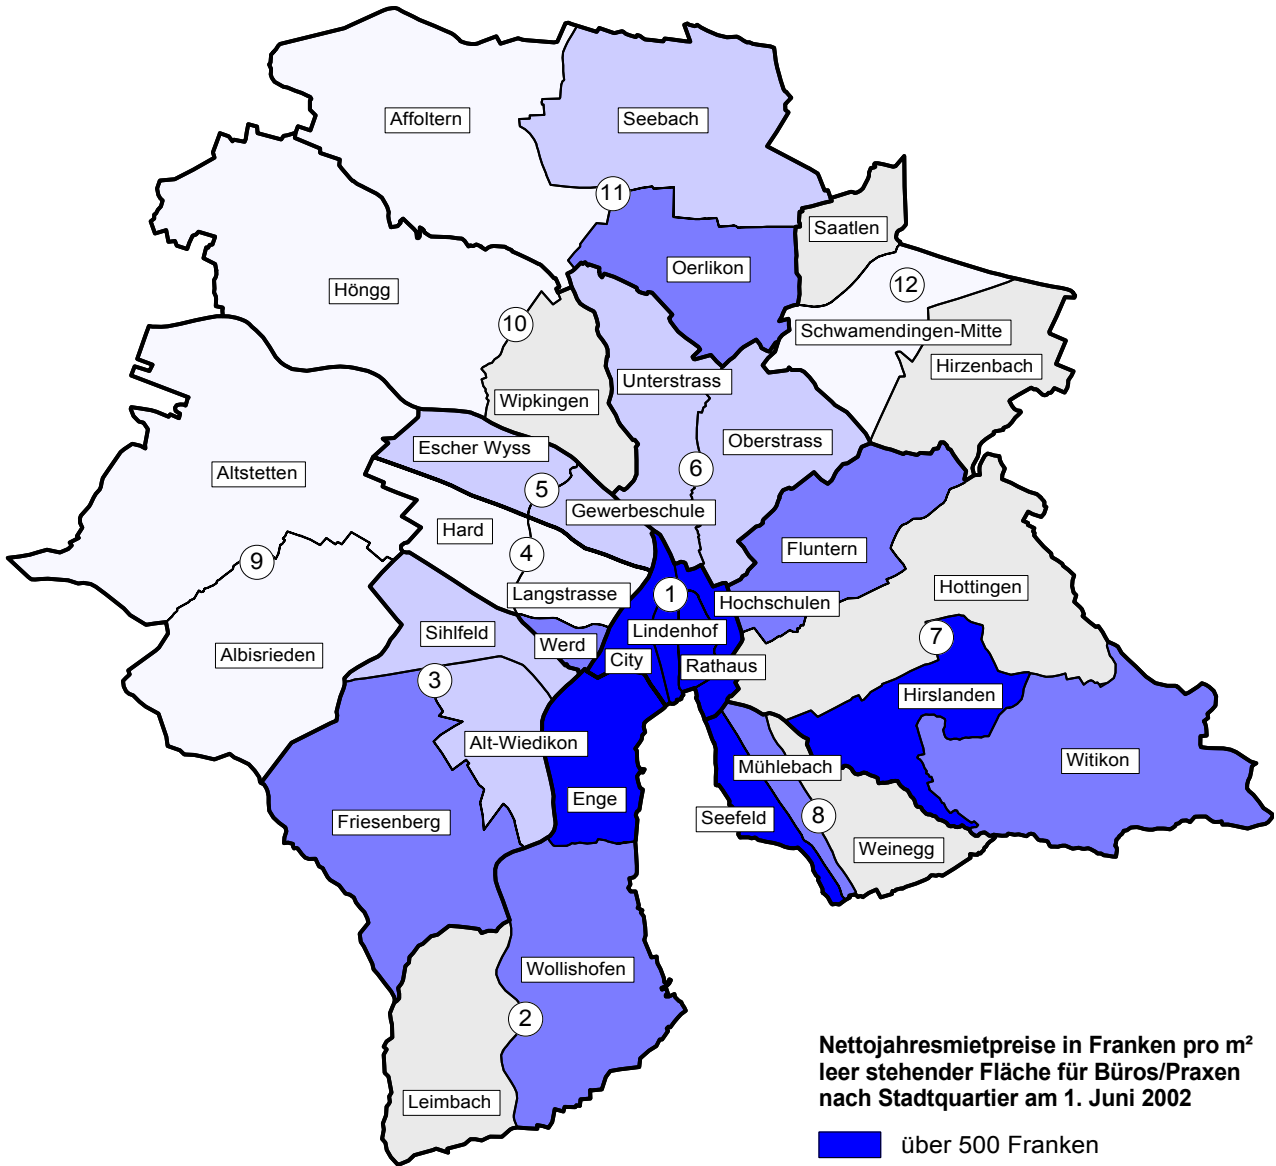 Affoltern
Seebach
11
Saatlen
Oerlikon
12
Höngg
10
Schwamendingen-Mitte
Hirzenbach
Unterstrass
Wipkingen
Oberstrass
Escher Wyss
6
Altstetten
5
Gewerbeschule
Hard
4
Fluntern
9
Hottingen
Langstrasse
1
Hochschulen
Lindenhof
7
Sihlfeld
Werd
Albisrieden
City
Rathaus
3
Hirslanden
Alt-Wiedikon
Witikon
Mühlebach
Enge
Seefeld
8
Friesenberg
Weinegg
Wollishofen
2
Leimbach
Nettojahresmietpreise in Franken pro m²
leer stehender Fläche für Büros/Praxen
nach Stadtquartier am 1. Juni 2002
über 500 Franken